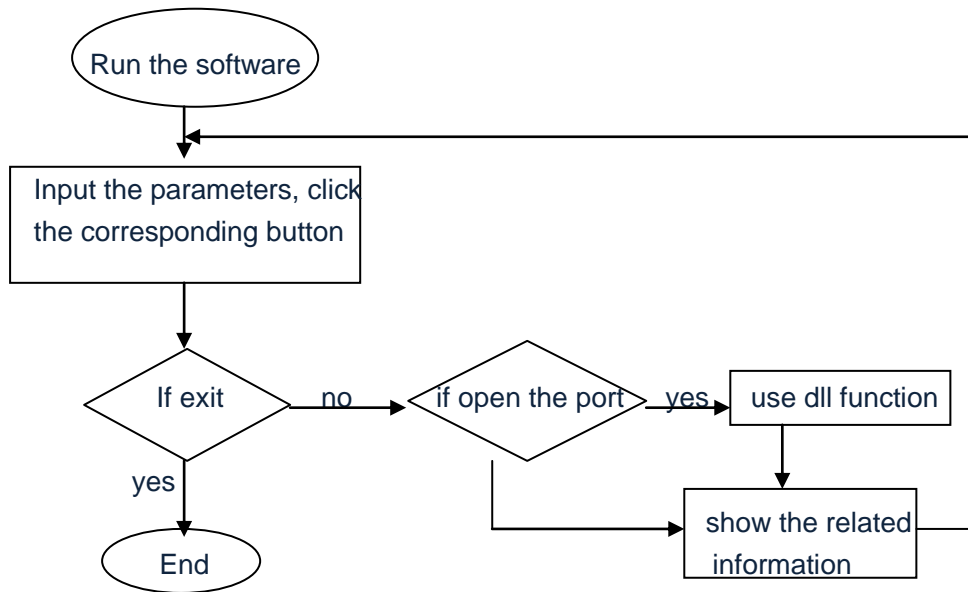 Run the software
Input the parameters, click
the corresponding button
If exit
no
if open the port
yes
use dll function
yes
show the related
information
End